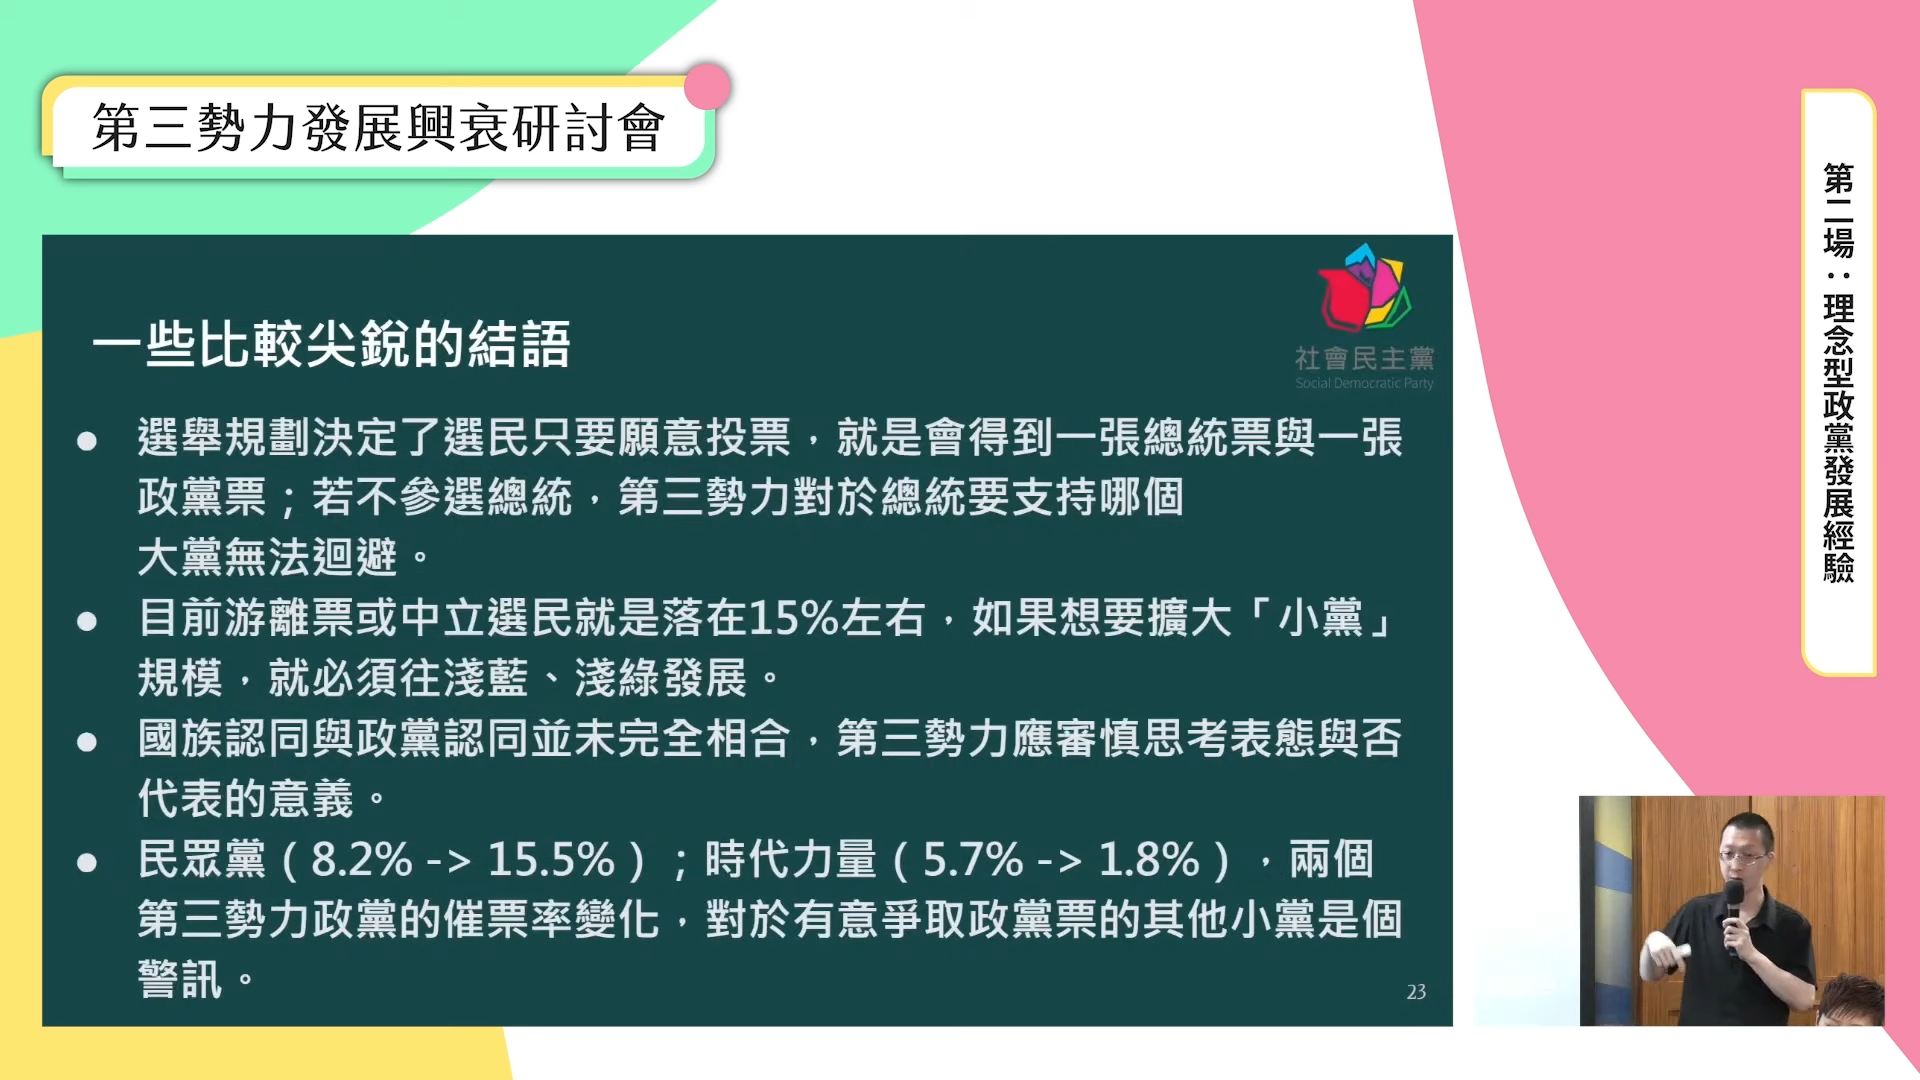 第三勢力發展興衰研討會
一些比較尖銳的結語
社會民主黨
Social Democratic Party
● 選舉規劃決定了選民只要願意投票，就是會得到一張總統票與一張
政黨票；若不參選總統，第三勢力對於總統要支持哪個
大黨無法迴避。
● 目前游離票或中立選民就是落在15%左右，如果想要擴大「小黨」
規模，就必須往淺藍、淺綠發展。
● 國族認同與政黨認同並未完全相合，第三勢力應審慎思考表態與否
代表的意義。
● 民眾黨（8.2% -> 15.5%）；時代力量（5.7% -> 1.8%），兩個
第三勢力政黨的催票率變化，對於有意爭取政黨票的其他小黨是個
警訊。
23
第二場：理念型政黨發展經驗